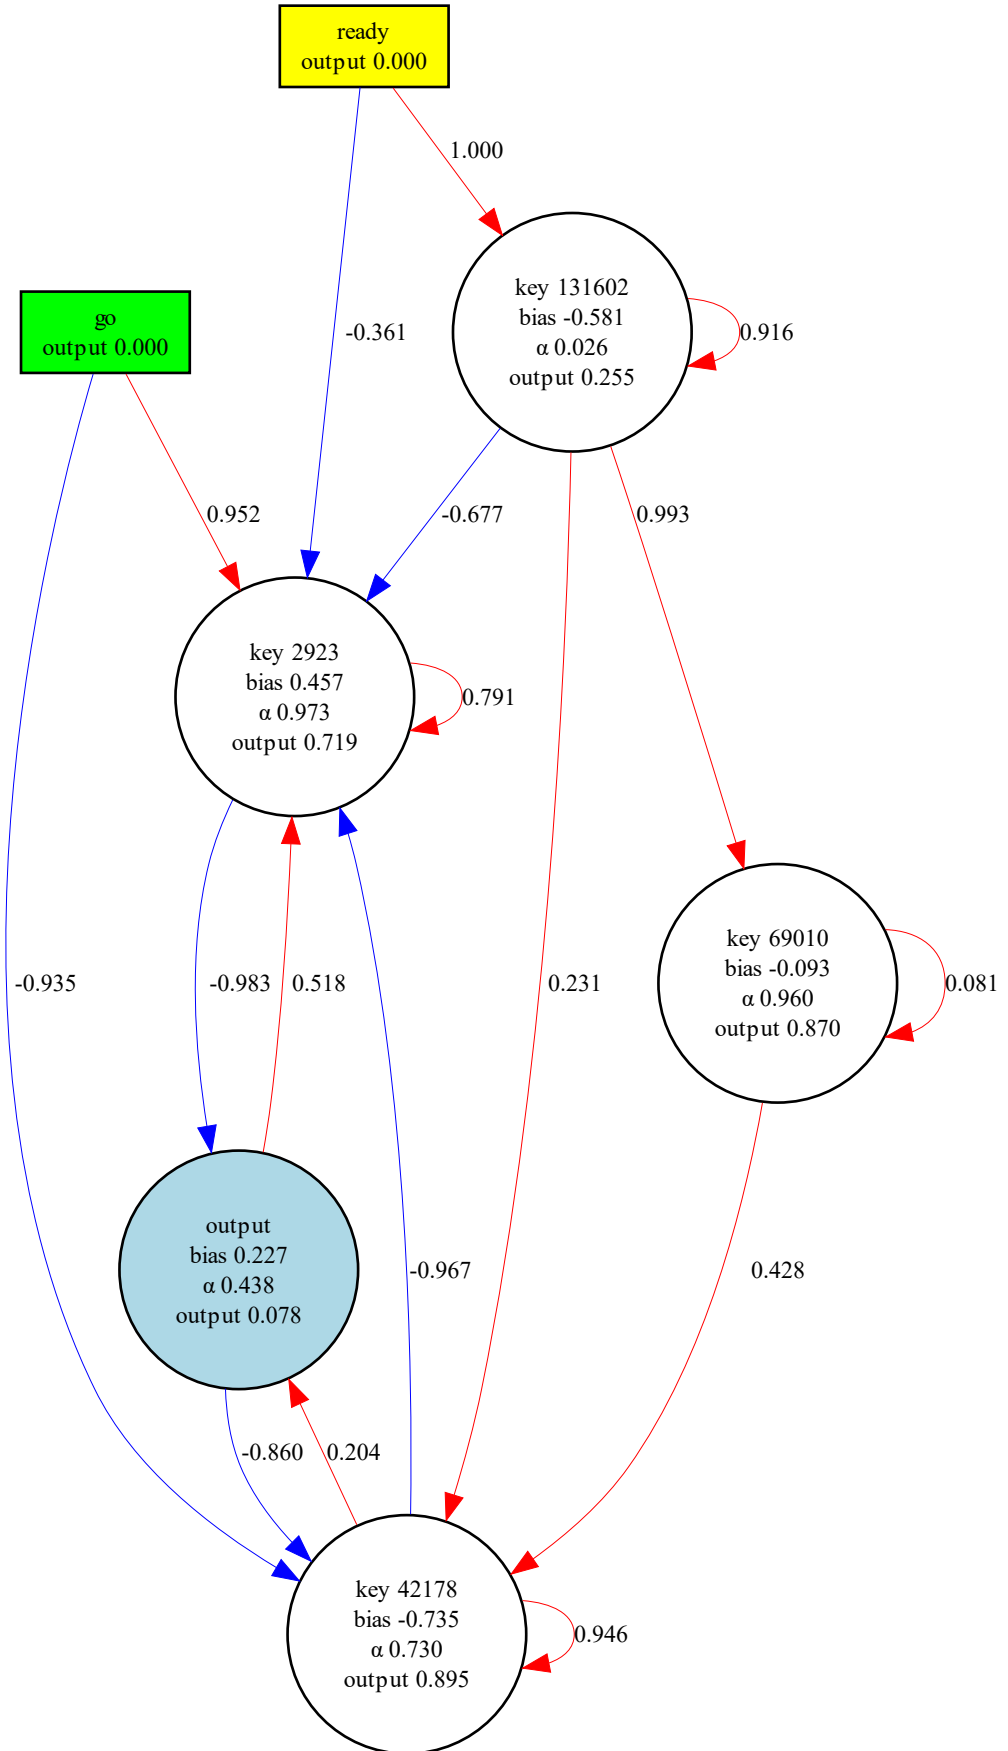 ready
output 0.000
1.000
key 131602
bias -0.581
α 0.026
output 0.255
0.916
go
output 0.000
-0.361
0.952
-0.677
0.993
key 2923
bias 0.457
α 0.973
output 0.719
0.791
key 69010
bias -0.093
α 0.960
output 0.870
0.081
-0.935
-0.983
0.518
0.231
output
bias 0.227
α 0.438
output 0.078
-0.967
0.428
-0.860
0.204
key 42178
bias -0.735
α 0.730
output 0.895
0.946